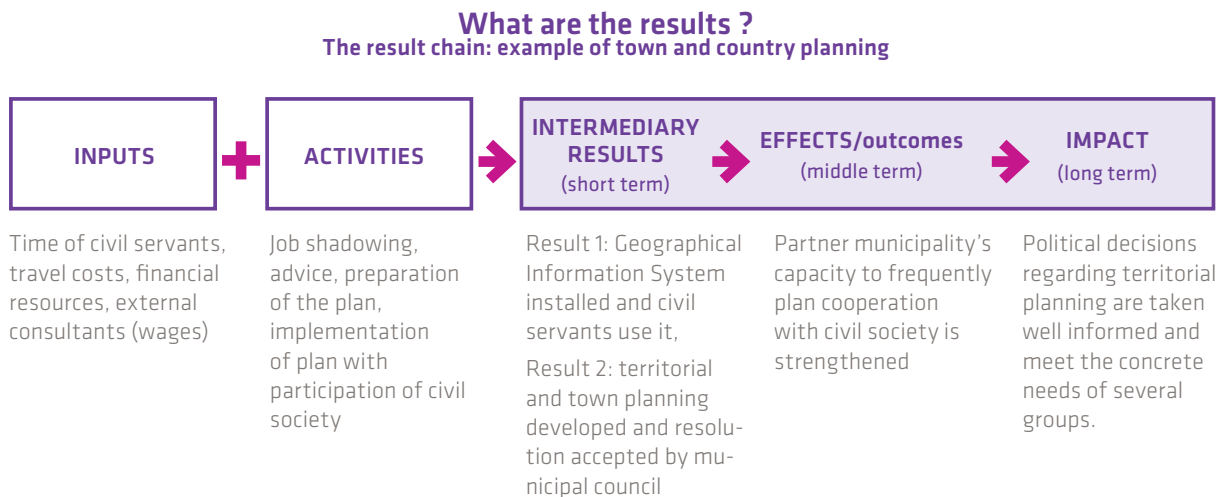 What are the results ?
The result chain: example of town and country planning
INPUTS
ACTIVITIES
INTERMEDIARY
RESULTS
(short term)
EFFECTS/outcomes
(middle term)
IMPACT
(long term)
Time of civil servants,
travel costs, financial
resources, external
consultants (wages)
Job shadowing,
advice, preparation
of the plan,
implementation
of plan with
participation of civil
society
Result 1: Geographical
Information System
installed and civil
servants use it,
Result 2: territorial
and town planning
developed and resolu-
tion accepted by mu-
nicipal council
Partner municipality’s
capacity to frequently
plan cooperation
with civil society is
strengthened
Political decisions
regarding territorial
planning are taken
well informed and
meet the concrete
needs of several
groups.